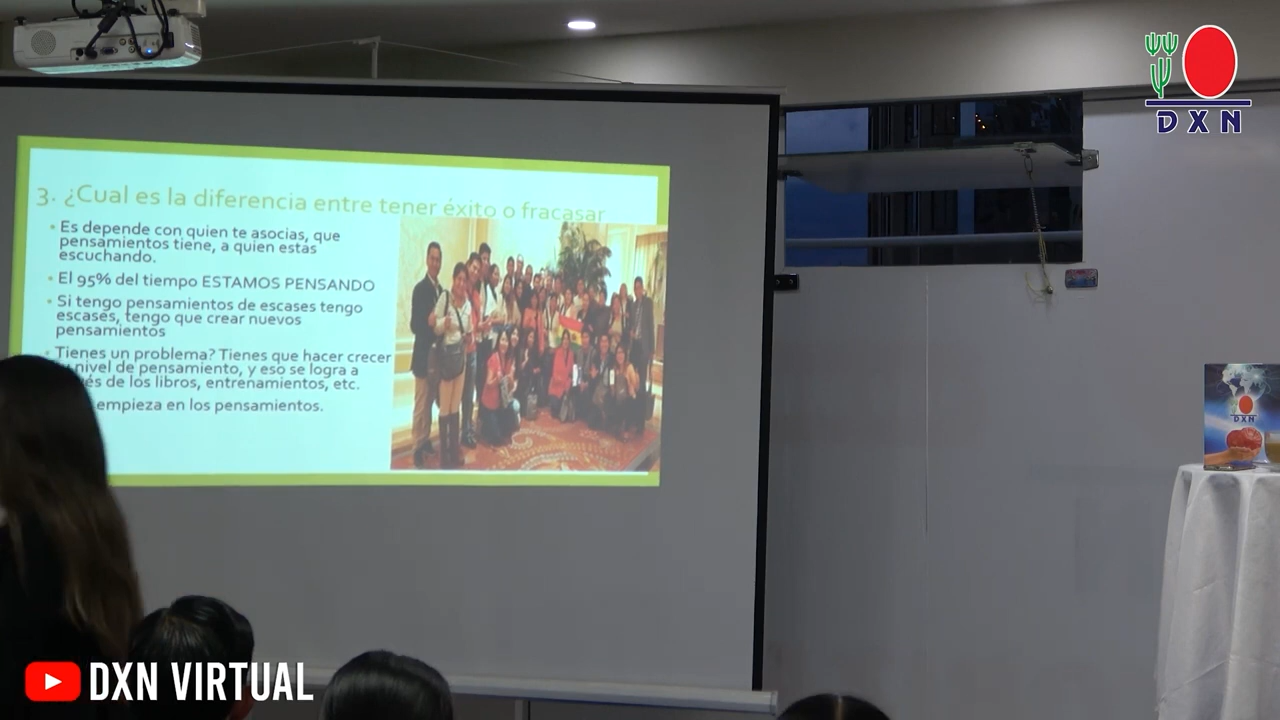 DXN
3. ¿Cual es la diferencia entre tener éxito o fracasar
• Es depende con quien te asocias, que
pensamientos tiene, a quien estas
escuchando.
• El 95% del tiempo ESTAMOS PENSANDO
• Si tengo pensamientos de escases tengo
escases, tengo que crear nuevos
pensamientos
• Tienes un problema? Tienes que hacer crecer
nivel de pensamiento, y eso se logra a
és de los libros, entrenamientos, etc.
empieza en los pensamientos.
DXN
DXN VIRTUAL